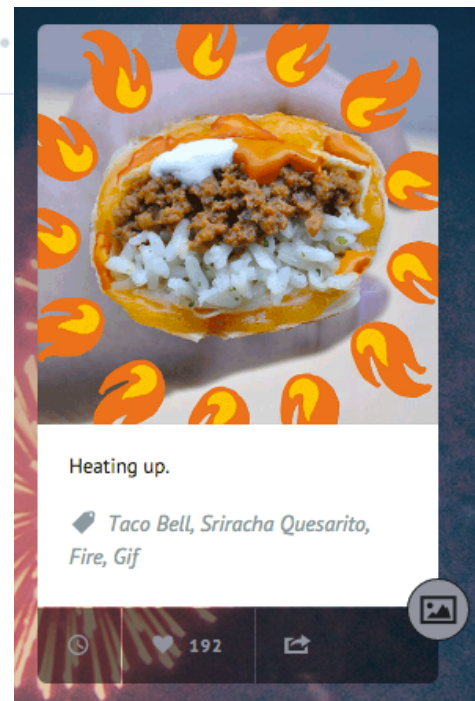 Heating up.
Taco Bell, Sriracha Quesarito,
Fire, Gif
192